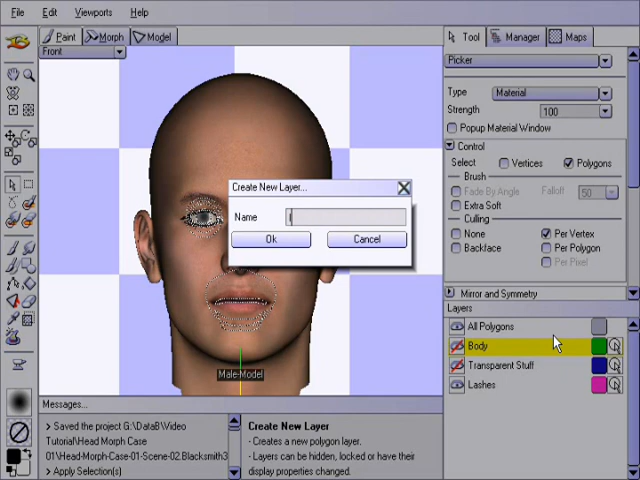 File Edit Viewports Help
Paint Morph Model
Tool Manager Maps
Front
Picker
Type Material
Strength 100
Popup Material Window
Control
Select Vertices Polygons
Brush
Fade By Angle Falloff 50
Extra Soft
Culling
None Per Vertex
Backface Per Polygon
Per Pixel
Mirror and Symmetry
Create New Layer...
Name
Ok Cancel
Layers
All Polygons
Body
Transparent Stuff
Lashes
Male-Model
Messages...
> Saved the project G:\DataB\Video
Tutorial\Head Morph Case
01\Head-Morph-Case-01-Scene-02.Blacksmith3
> Apply Selection(s)
Create New Layer
- Creates a new polygon layer.
- Layers can be hidden, locked or have their
display properties changed.